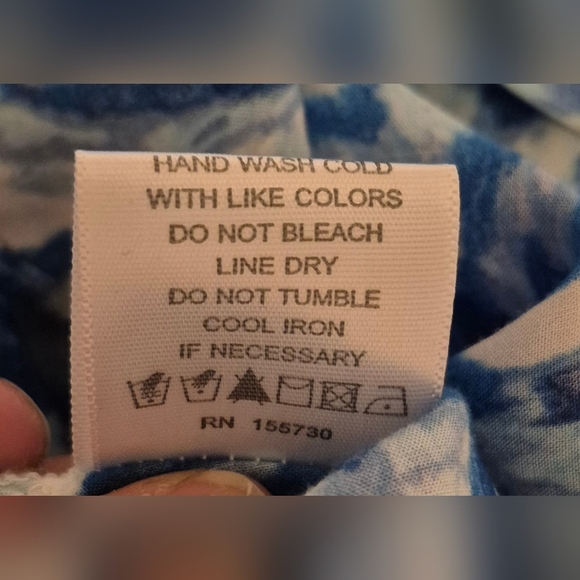 HAND WASH COLD
WITH LIKE COLORS
DO NOT BLEACH
LINE DRY
DO NOT TUMBLE
COOL IRON
IF NECESSARY
RN 155730